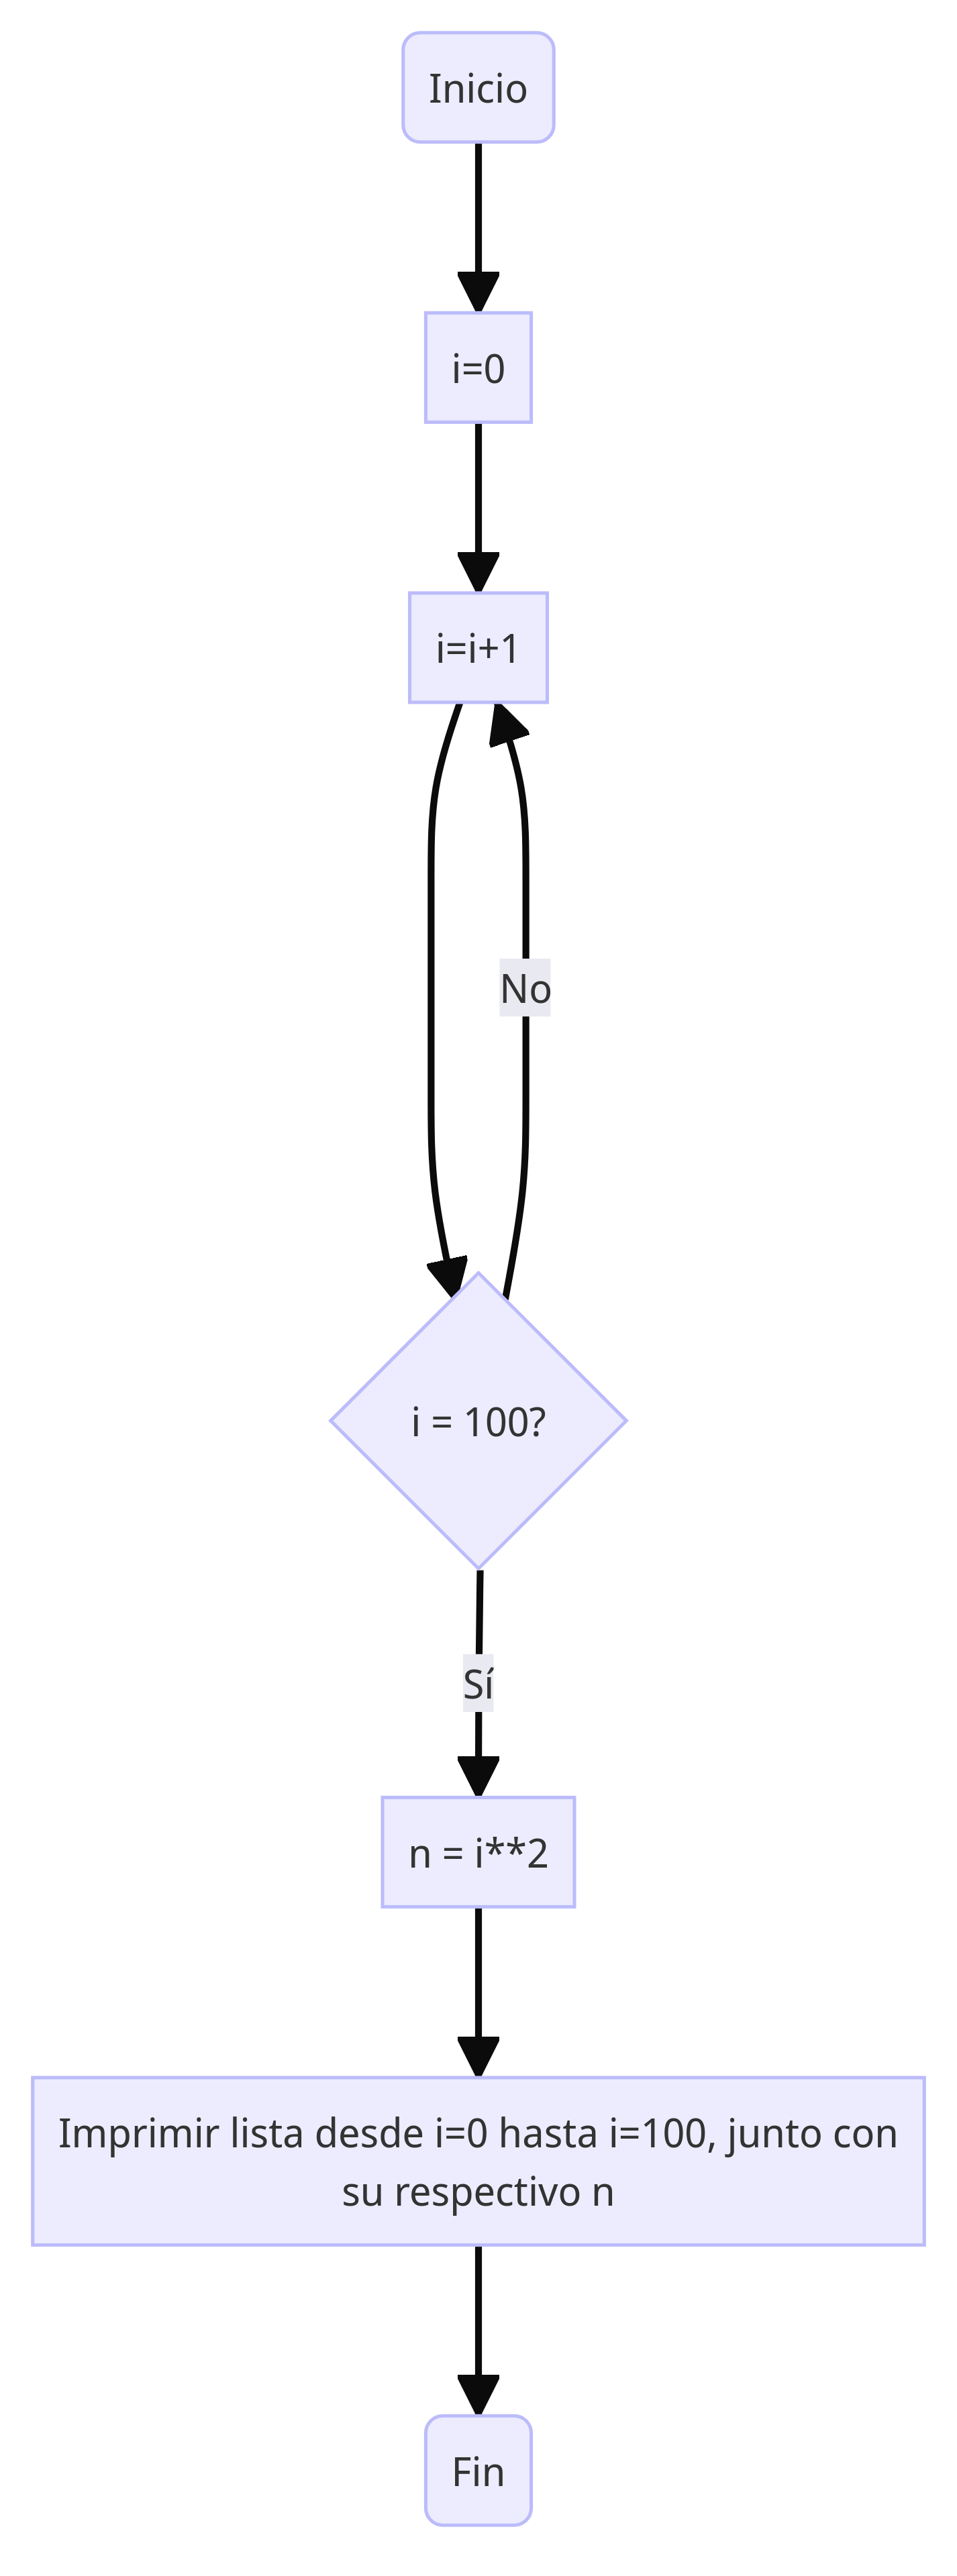 Inicio
i=0
i=i+1
No
i = 100?
Sí
n = i**2
Imprimir lista desde i=0 hasta i=100, junto con
su respectivo n
Fin